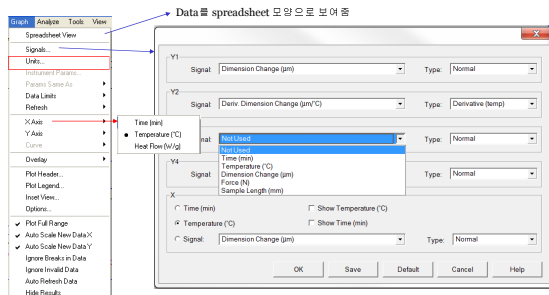 Data를 spreadsheet 모양으로 보여 줌
Graph Analyze Tools View
Spreadsheet View
Signals...
Units...
Instrument Params...
Params Same As
Data Limits
Refresh
X Axis
Y Axis
Curve
Overlay
Plot Header...
Plot Legend...
Inset View...
Options...
Plot Full Range
Auto Scale New Data X
Auto Scale New Data Y
Ignore Breaks in Data
Ignore Invalid Data
Auto Refresh Data
Hide Results
Time (min)
Temperature (°C)
Heat Flow (W/g)
Y1
Signal: Dimension Change (µm) Type: Normal
Y2
Signal: Deriv. Dimension Change (µm/°C) Type: Derivative (temp)
nal: Not Used Type: Normal
Not Used
Time (min)
Temperature (°C)
Dimension Change (µm)
Force (N)
Sample Length (mm)
Y4
Signal: Type: Normal
X
Time (min) Show Temperature (°C)
Temperature (°C) Show Time (min)
Signal: Dimension Change (µm) Type: Normal
OK Save Default Cancel Help